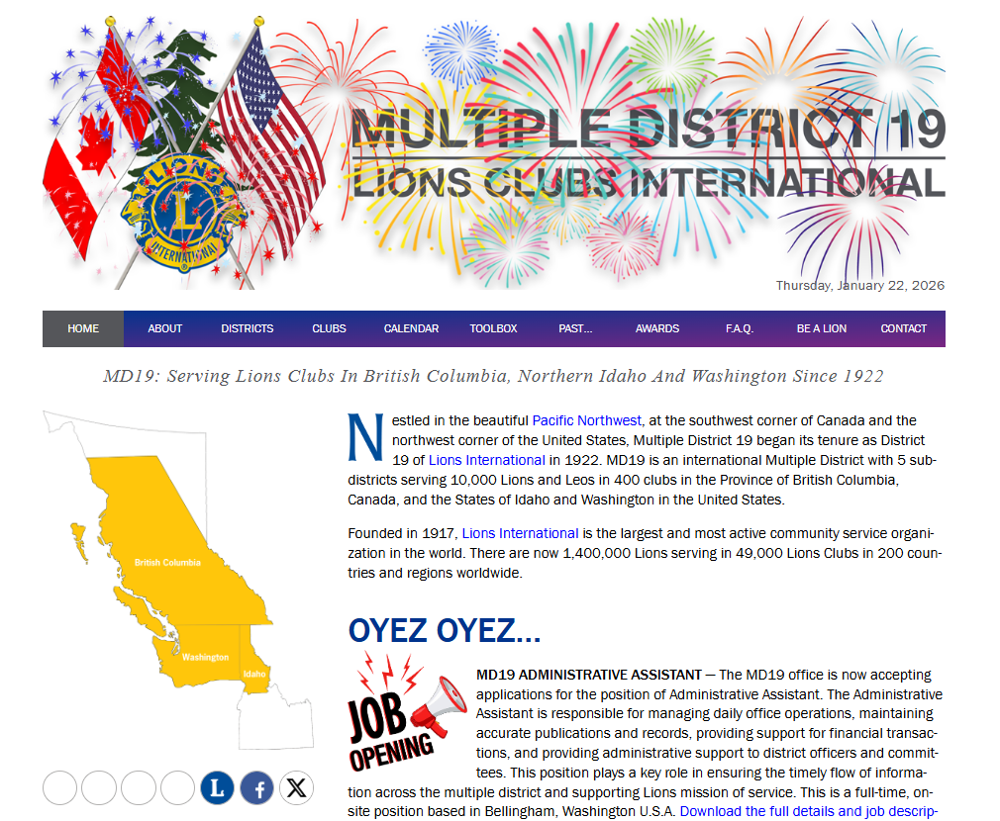 MULTIPLE DISTRICT 19
LIONS CLUBS INTERNATIONAL
LIONS
L
INTERNATIONAL
®
Thursday, January 22, 2026
HOME ABOUT DISTRICTS CLUBS CALENDAR TOOLBOX PAST... AWARDS F.A.Q. BE A LION CONTACT
MD19: Serving Lions Clubs In British Columbia, Northern Idaho And Washington Since 1922
British Columbia
Washington
Idaho
Nestled in the beautiful Pacific Northwest, at the southwest corner of Canada and the
northwest corner of the United States, Multiple District 19 began its tenure as District
19 of Lions International in 1922. MD19 is an international Multiple District with 5 sub-
districts serving 10,000 Lions and Leos in 400 clubs in the Province of British Columbia,
Canada, and the States of Idaho and Washington in the United States.
Founded in 1917, Lions International is the largest and most active community service organi-
zation in the world. There are now 1,400,000 Lions serving in 49,000 Lions Clubs in 200 coun-
tries and regions worldwide.
OYEZ OYEZ...
JOB
OPENING
MD19 ADMINISTRATIVE ASSISTANT — The MD19 office is now accepting
applications for the position of Administrative Assistant. The Administrative
Assistant is responsible for managing daily office operations, maintaining
accurate publications and records, providing support for financial transac-
tions, and providing administrative support to district officers and commit-
tees. This position plays a key role in ensuring the timely flow of informa-
tion across the multiple district and supporting Lions mission of service. This is a full-time, on-
site position based in Bellingham, Washington U.S.A. Download the full details and job descrip-
L f X